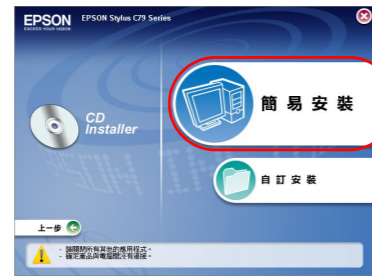 EPSON
EXCEED YOUR VISION
EPSON Stylus C79 Series
簡易安裝
CD
Installer
自訂安裝
上一步
- 請關閉所有其他的應用程式。
- 確定產品與電腦間沒有連接。